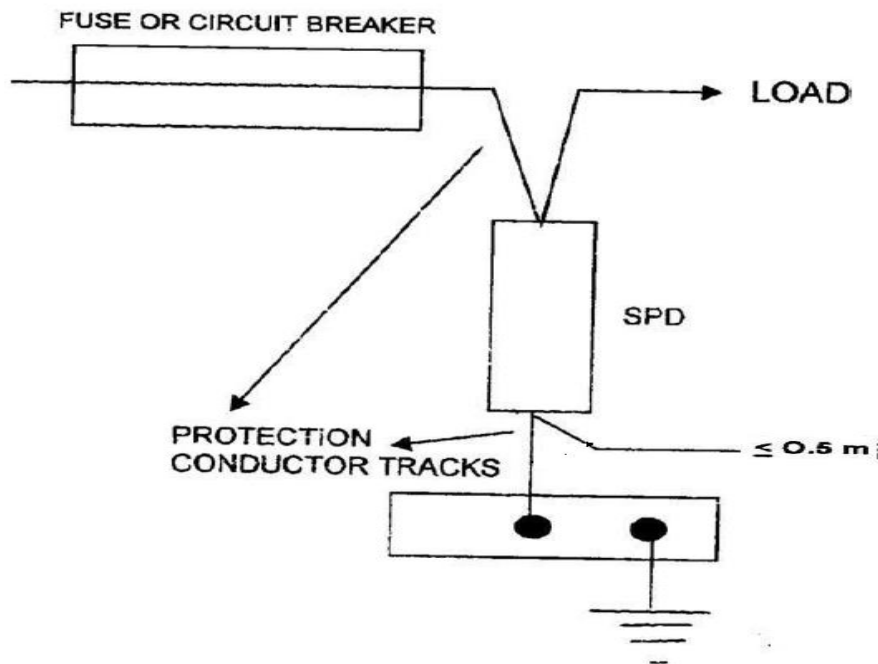 FUSE OR CIRCUIT BREAKER
LOAD
SPD
PROTECTION
CONDUCTOR TRACKS
≤ 0.5 m